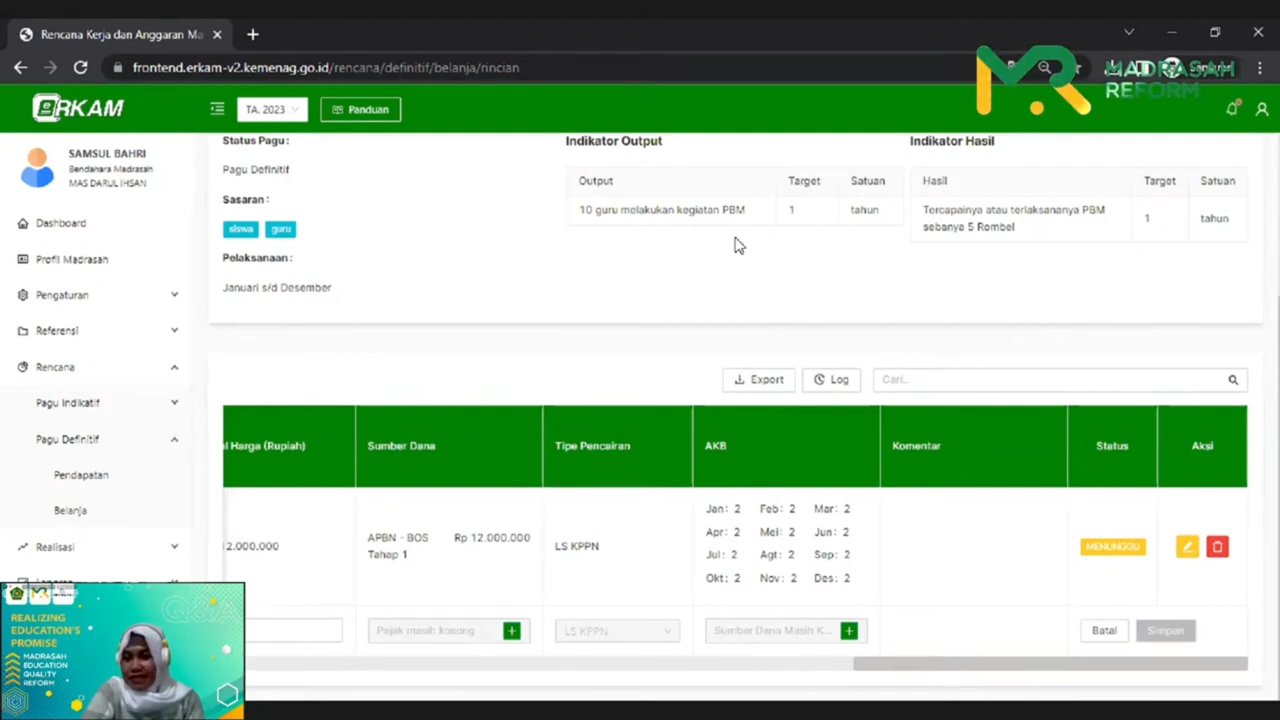 Rencana Kerja dan Anggaran Ma
frontend.erkam-v2.kemenag.go.id/rencana/definitif/belanja/rincian
MADRASAH
REFORM
eRKAM
TA. 2023
Panduan
SAMSUL BAHRI
Bendahara Madrasah
MAS DARUL IHSAN
Dashboard
Profil Madrasah
Pengaturan
Referensi
Rencana
Pagu Indikatif
Pagu Definitif
Pendapatan
Belanja
Realisasi
Status Pagu :
Pagu Definitif
Sasaran :
siswa guru
Pelaksanaan :
Januari s/d Desember
Indikator Output
Output Target Satuan
10 guru melakukan kegiatan PBM 1 tahun
Indikator Hasil
Hasil Target Satuan
Tercapainya atau terlaksananya PBM
sebanya 5 Rombel 1 tahun
Export Log Cari..
l Harga (Rupiah) Sumber Dana Tipe Pencairan AKB Komentar Status Aksi
2.000.000 APBN - BOS Tahap 1 Rp 12.000.000 LS KPPN
Jan: 2 Feb: 2 Mar: 2
Apr: 2 Mei: 2 Jun: 2
Jul: 2 Agt: 2 Sep: 2
Okt: 2 Nov: 2 Des: 2
MENUNGGU
Pajak masih kosong + LS KPPN Sumber Dana Masih K... + Batal Simpan
REALIZING
EDUCATION'S
PROMISE
MADRASAH
EDUCATION
QUALITY
REFORM
Q&A